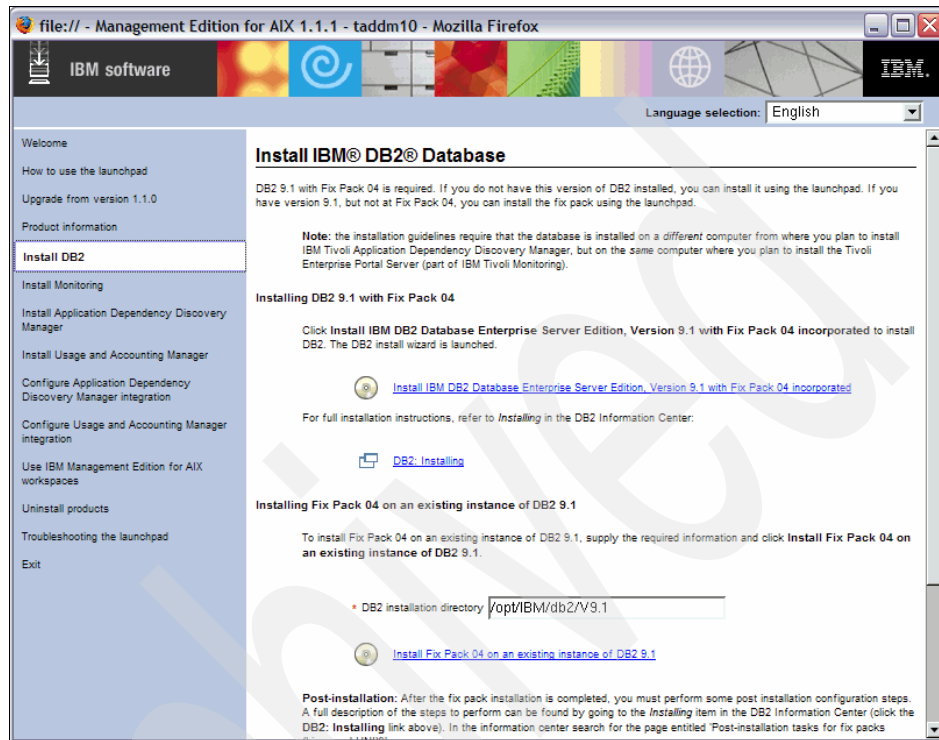 file:// - Management Edition for AIX 1.1.1 - taddm10 - Mozilla Firefox
IBM software
IBM.
Language selection: English
Welcome
How to use the launchpad
Upgrade from version 1.1.0
Product information
Install DB2
Install Monitoring
Install Application Dependency Discovery
Manager
Install Usage and Accounting Manager
Configure Application Dependency
Discovery Manager integration
Configure Usage and Accounting Manager
integration
Use IBM Management Edition for AIX
workspaces
Uninstall products
Troubleshooting the launchpad
Exit
Install IBM® DB2® Database
DB2 9.1 with Fix Pack 04 is required. If you do not have this version of DB2 installed, you can install it using the launchpad. If you
have version 9.1, but not at Fix Pack 04, you can install the fix pack using the launchpad.
Note: the installation guidelines require that the database is installed on a different computer from where you plan to install
IBM Tivoli Application Dependency Discovery Manager, but on the same computer where you plan to install the Tivoli
Enterprise Portal Server (part of IBM Tivoli Monitoring).
Installing DB2 9.1 with Fix Pack 04
Click Install IBM DB2 Database Enterprise Server Edition, Version 9.1 with Fix Pack 04 incorporated to install
DB2. The DB2 install wizard is launched.
Install IBM DB2 Database Enterprise Server Edition, Version 9.1 with Fix Pack 04 incorporated
For full installation instructions, refer to Installing in the DB2 Information Center:
DB2: Installing
Installing Fix Pack 04 on an existing instance of DB2 9.1
To install Fix Pack 04 on an existing instance of DB2 9.1, supply the required information and click Install Fix Pack 04 on
an existing instance of DB2 9.1.
* DB2 installation directory /opt/IBM/db2/V9.1
Install Fix Pack 04 on an existing instance of DB2 9.1
Post-installation: After the fix pack installation is completed, you must perform some post installation configuration steps.
A full description of the steps to perform can be found by going to the Installing item in the DB2 Information Center (click the
DB2: Installing link above). In the information center search for the page entitled 'Post-installation tasks for fix packs